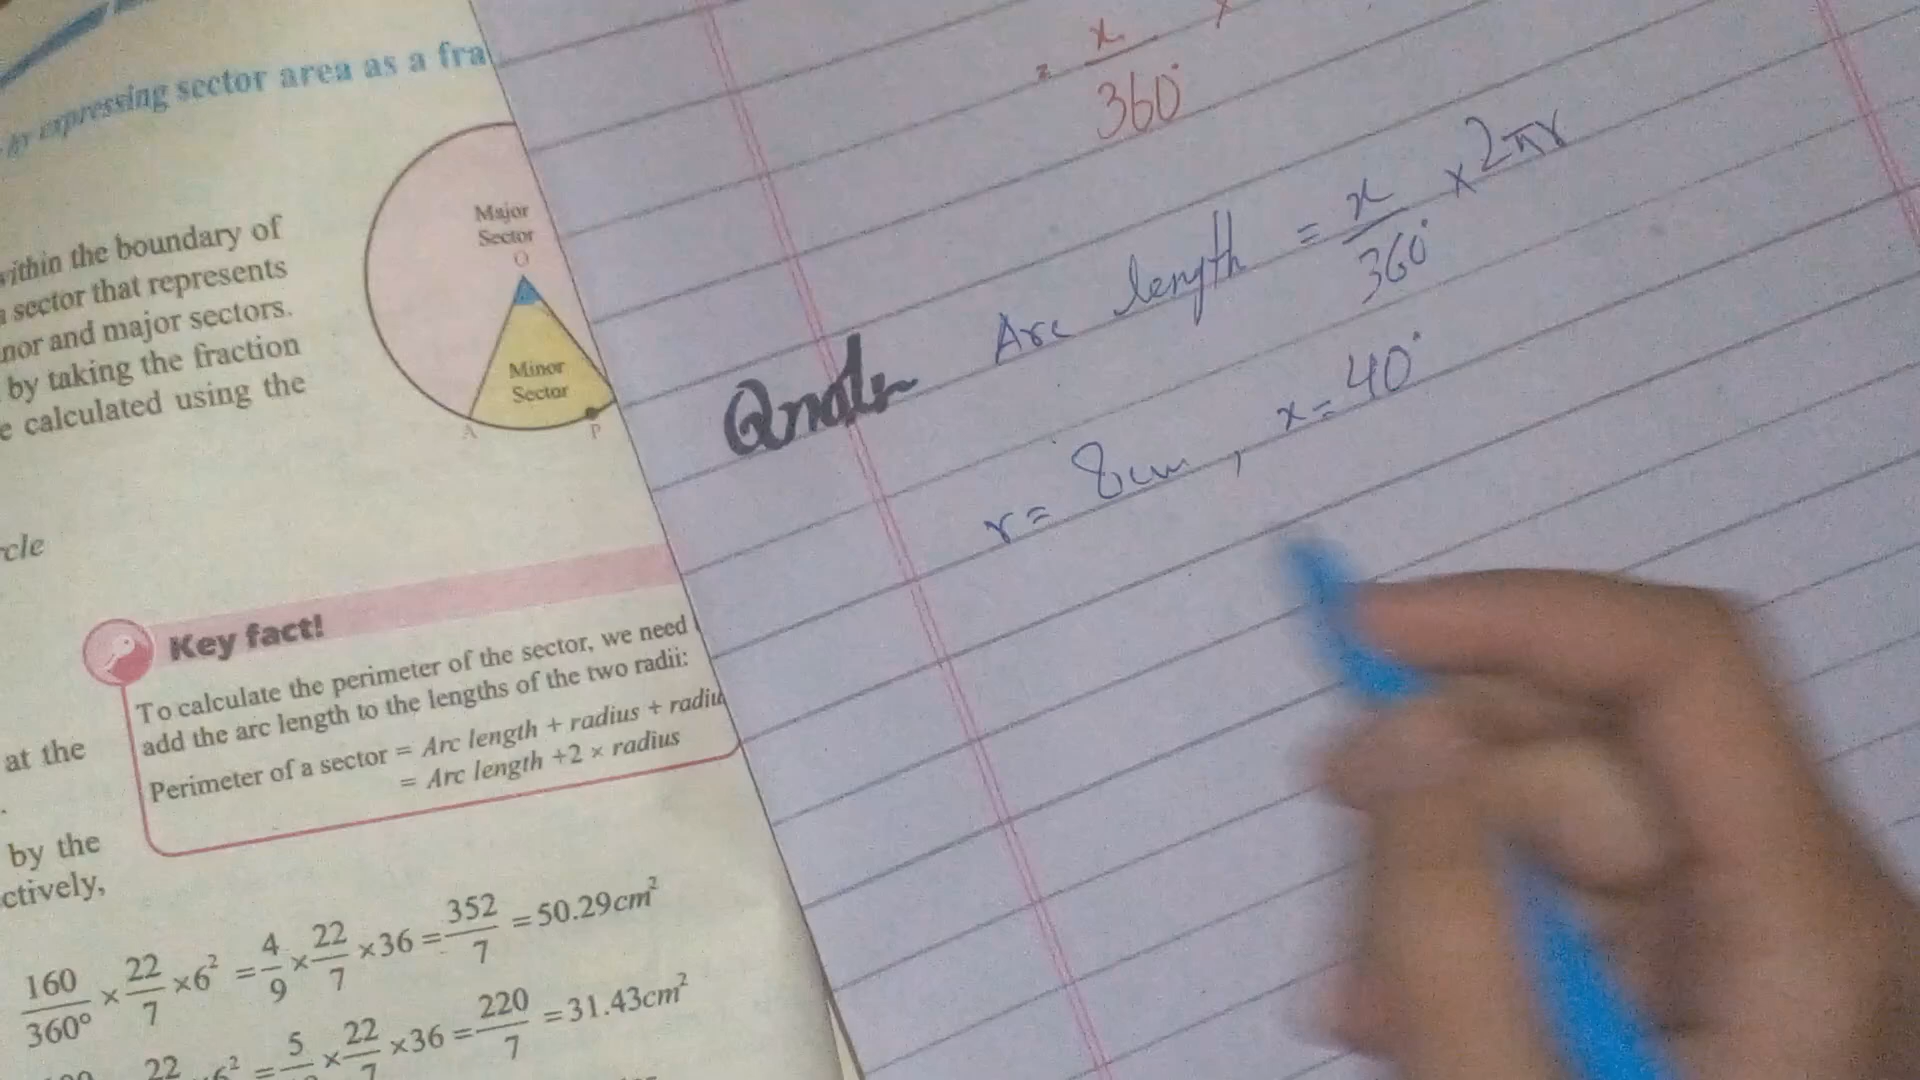 by expressing sector area as a fra
within the boundary of
a sector that represents
nor and major sectors.
by taking the fraction
e calculated using the
Major
Sector
O
Minor
Sector
A
P
rcle
Key fact!
To calculate the perimeter of the sector, we need
add the arc length to the lengths of the two radii:
Perimeter of a sector = Arc length + radius + radiu
= Arc length +2 × radius
at the
by the
ctively,
160/360° × 22/7 ×6² = 4/9 × 22/7 ×36 = 352/7 = 50.29cm²
22 6² = 5 × 22/7 ×36 = 220/7 = 31.43cm²
= x/360° ×
Arc length = x/360° × 2πr
r = 8cm , x = 40°